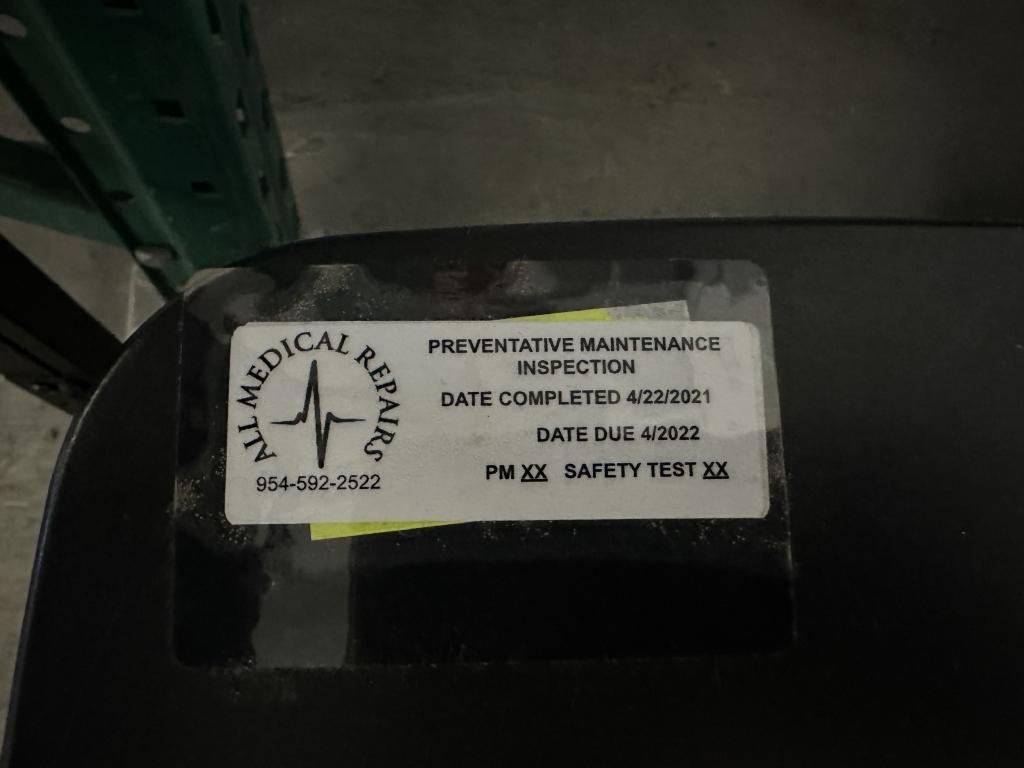 ALL MEDICAL REPAIRS
954-592-2522
PREVENTATIVE MAINTENANCE
INSPECTION
DATE COMPLETED 4/22/2021
DATE DUE 4/2022
PM XX SAFETY TEST XX